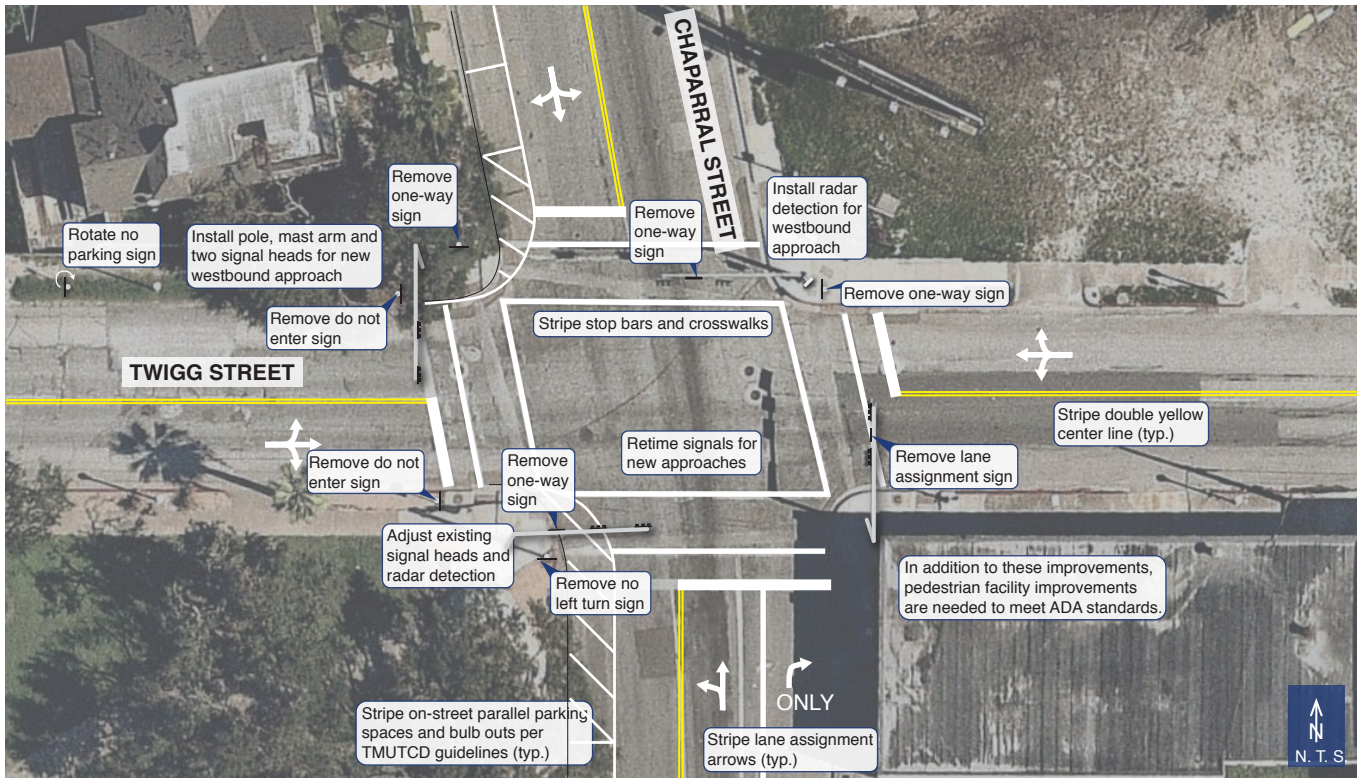 CHAPARRAL STREET
Remove
one-way
sign
Remove
one-way
sign
Install radar
detection for
westbound
approach
Rotate no
parking sign
Install pole, mast arm and
two signal heads for new
westbound approach
Remove do not
enter sign
Remove one-way sign
Stripe stop bars and crosswalks
TWIGG STREET
Stripe double yellow
center line (typ.)
Retime signals for
new approaches
Remove lane
assignment sign
Remove do not
enter sign
Remove
one-way
sign
Adjust existing
signal heads and
radar detection
Remove no
left turn sign
In addition to these improvements,
pedestrian facility improvements
are needed to meet ADA standards.
ONLY
Stripe on-street parallel parking
spaces and bulb outs per
TMUTCD guidelines (typ.)
Stripe lane assignment
arrows (typ.)
N
N. T. S.